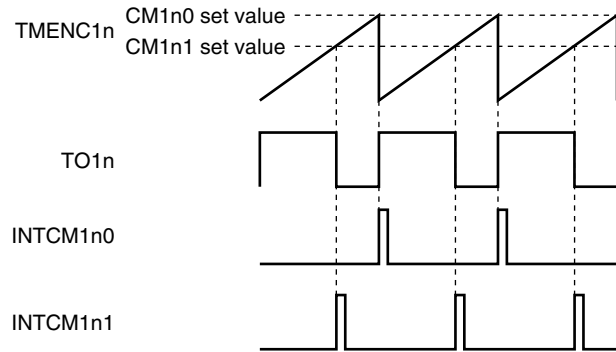 CM1n0 set value
TMENC1n
CM1n1 set value
TO1n
INTCM1n0
INTCM1n1